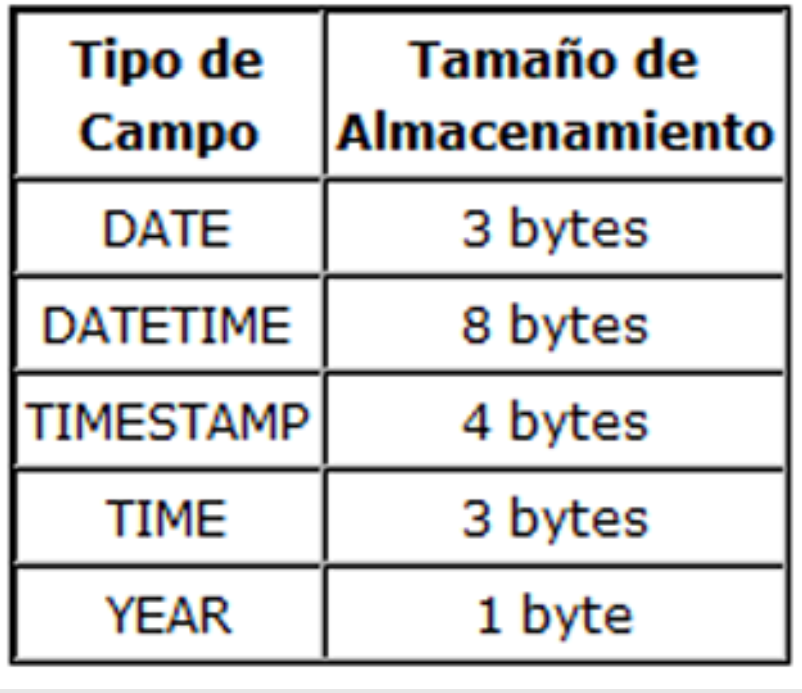 Tipo de Campo Tamaño de Almacenamiento
DATE 3 bytes
DATETIME 8 bytes
TIMESTAMP 4 bytes
TIME 3 bytes
YEAR 1 byte